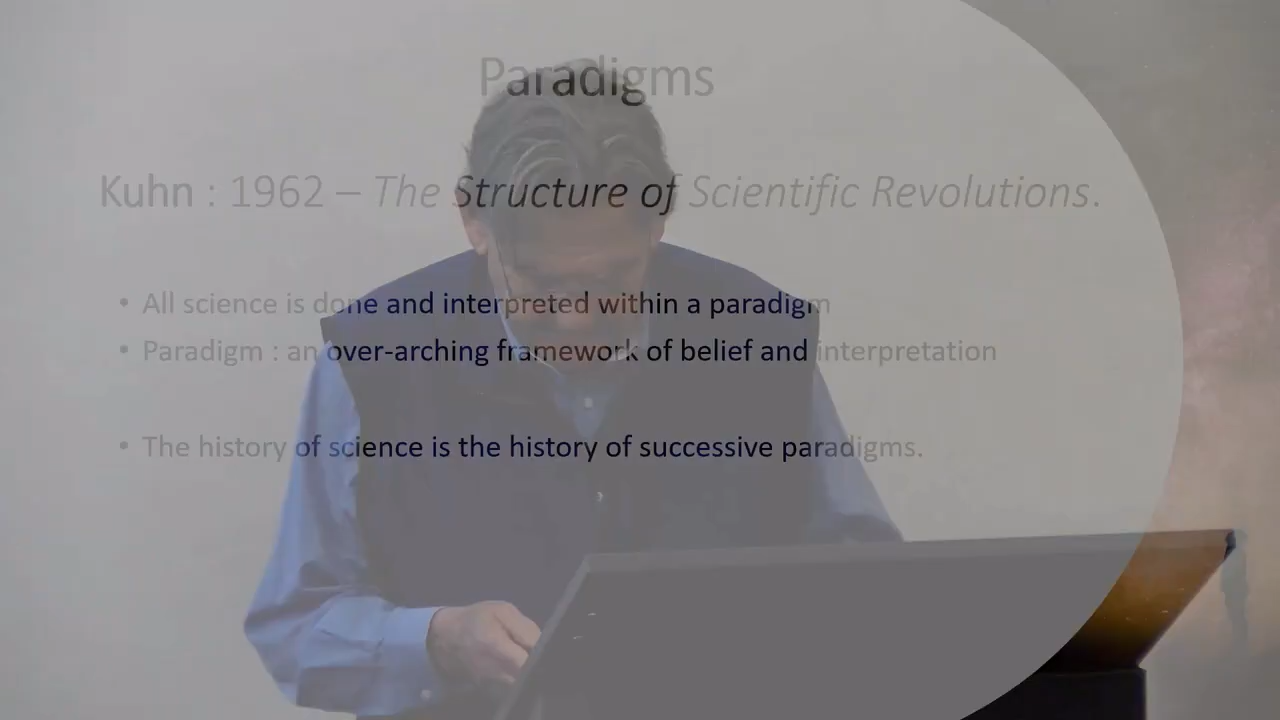 Paradigms
Kuhn : 1962 – The Structure of Scientific Revolutions.
• All science is done and interpreted within a paradigm
• Paradigm : an over-arching framework of belief and interpretation
• The history of science is the history of successive paradigms.